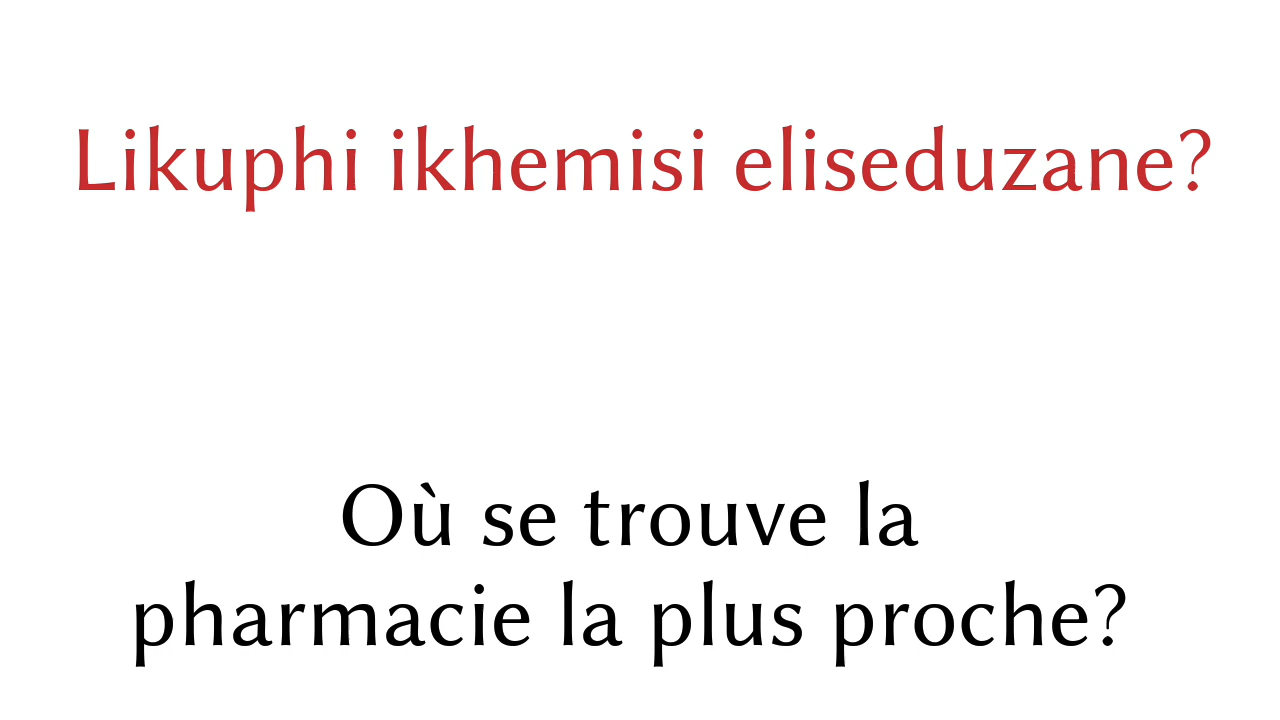 Likuphi ikhemisi eliseduzane?
Où se trouve la
pharmacie la plus proche?